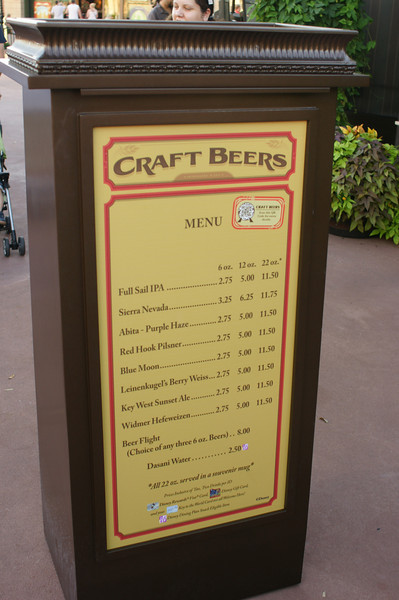 CRAFT BEERS
CRAFT BEERS
MENU
6 oz. 12 oz. 22 oz.*
Full Sail IPA ..................... 2.75 5.00 11.50
Sierra Nevada.................. 3.25 6.25 11.75
Abita - Purple Haze........... 2.75 5.00 11.50
Red Hook Pilsner.............. 2.75 5.00 11.50
Blue Moon....................... 2.75 5.00 11.50
Leinenkugel's Berry Weiss... 2.75 5.00 11.50
Key West Sunset Ale.......... 2.75 5.00 11.50
Widmer Hefeweizen........... 2.75 5.00 11.50
Beer Flight
(Choice of any three 6 oz. Beers) . . 8.00
Dasani Water . . . . . . . . . . . 2.50
*All 22 oz. served in a souvenir mug*